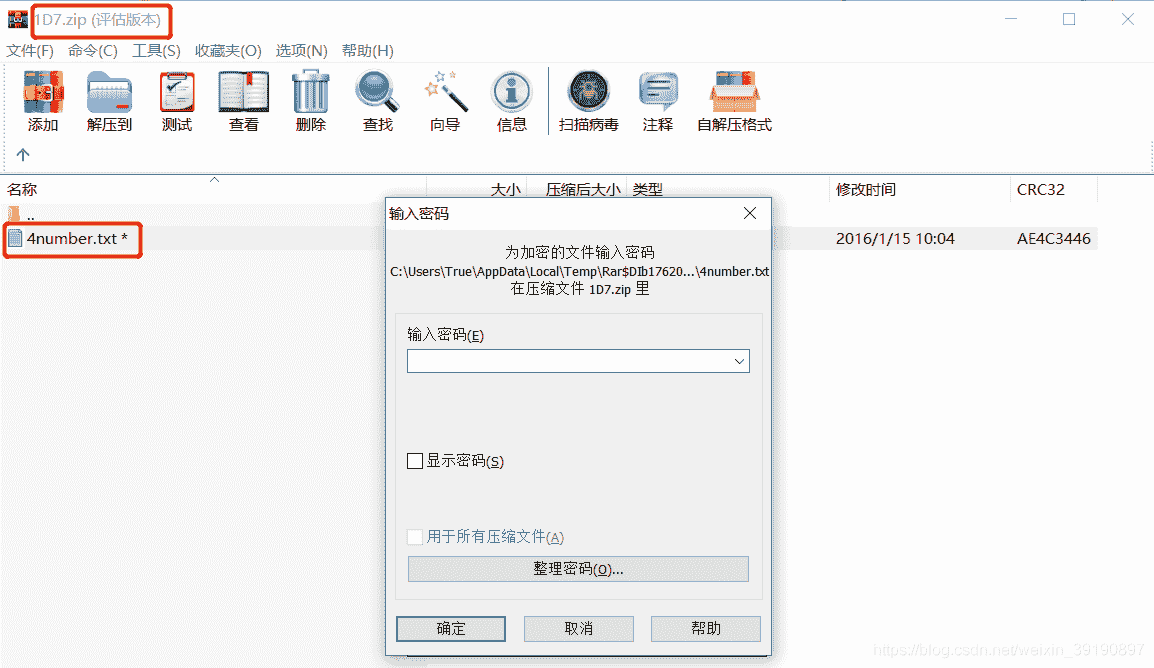 1D7.zip (评估版本)
文件(F) 命令(C) 工具(S) 收藏夹(O) 选项(N) 帮助(H)
添加 解压到 测试 查看 删除 查找 向导 信息 扫描病毒 注释 自解压格式
名称 大小 压缩后大小 类型 修改时间 CRC32
..
4number.txt * 2016/1/15 10:04 AE4C3446
输入密码
为加密的文件输入密码
C:\Users\True\AppData\Local\Temp\Rar$DIb17620...\4number.txt
在压缩文件 1D7.zip 里
输入密码(E)
显示密码(S)
用于所有压缩文件(A)
整理密码(O)...
确定 取消 帮助
https://blog.csdn.net/waixin_39190897